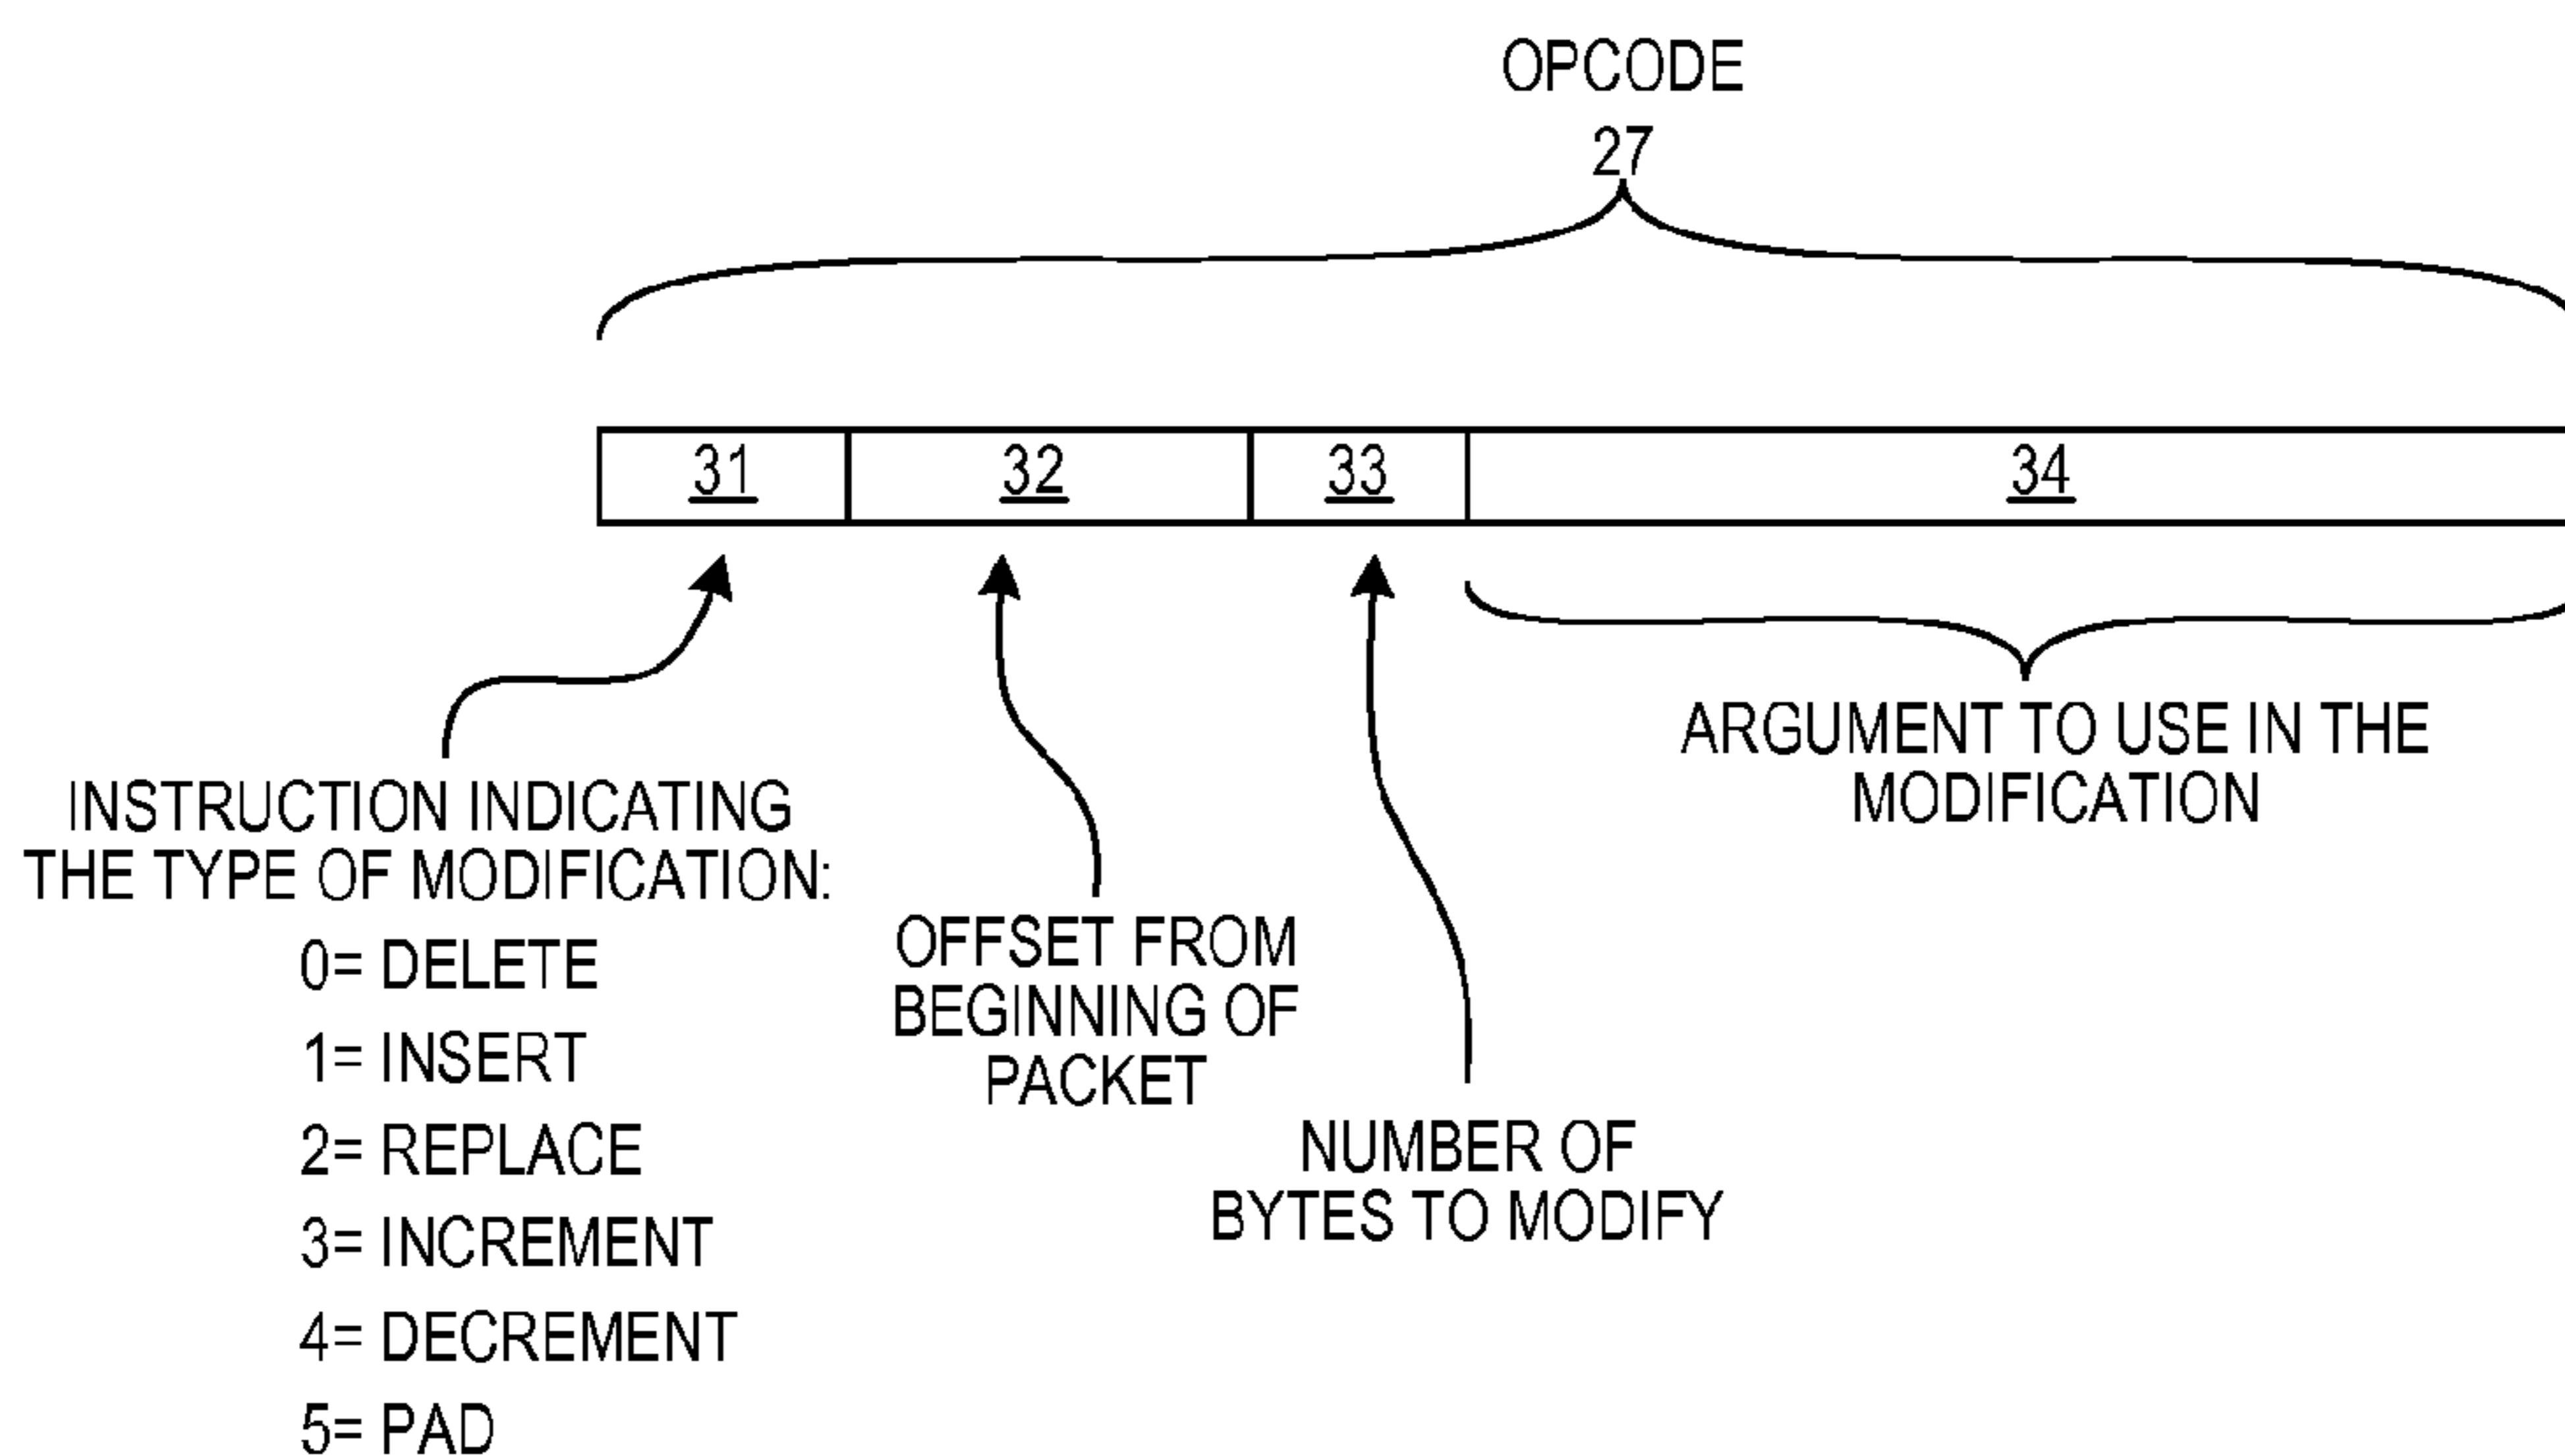 OPCODE
27
31 32 33 34
ARGUMENT TO USE IN THE
MODIFICATION
INSTRUCTION INDICATING
THE TYPE OF MODIFICATION:
0= DELETE
1= INSERT
2= REPLACE
3= INCREMENT
4= DECREMENT
5= PAD
OFFSET FROM
BEGINNING OF
PACKET
NUMBER OF
BYTES TO MODIFY